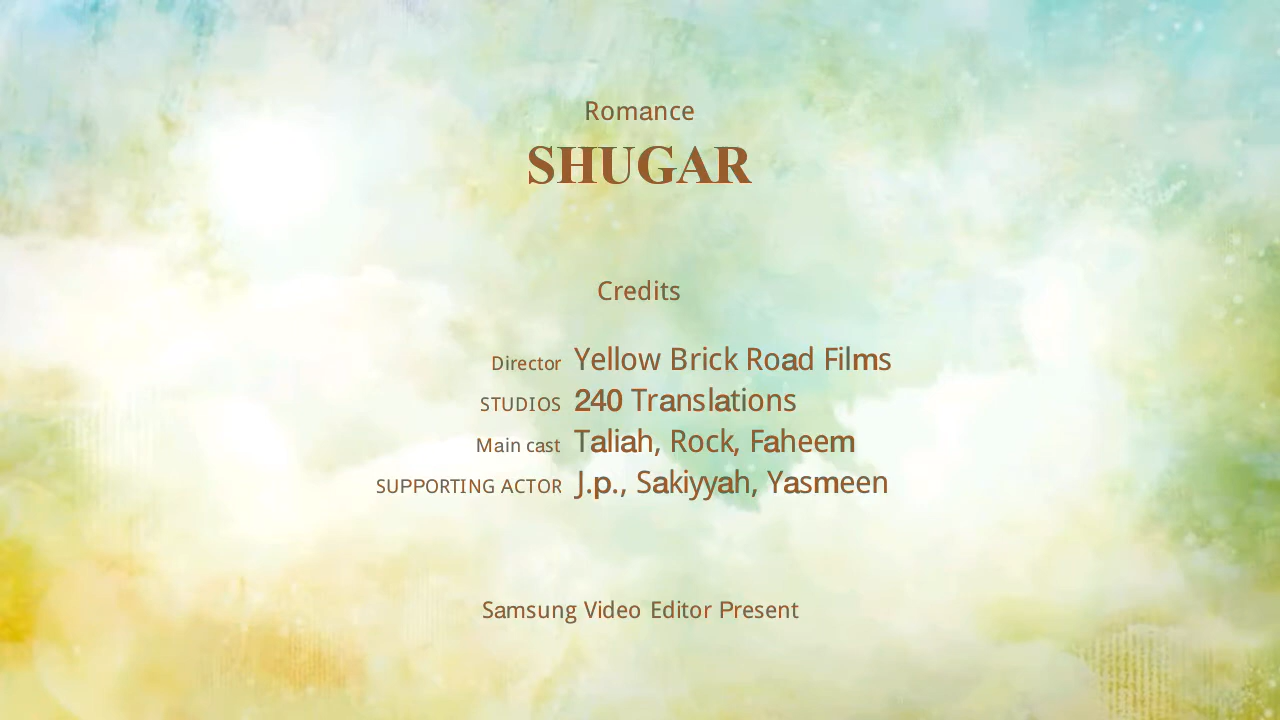 Romance
SHUGAR
Credits
Director Yellow Brick Road Films
STUDIOS 240 Translations
Main cast Taliah, Rock, Faheem
SUPPORTING ACTOR J.p., Sakiyyah, Yasmeen
Samsung Video Editor Present